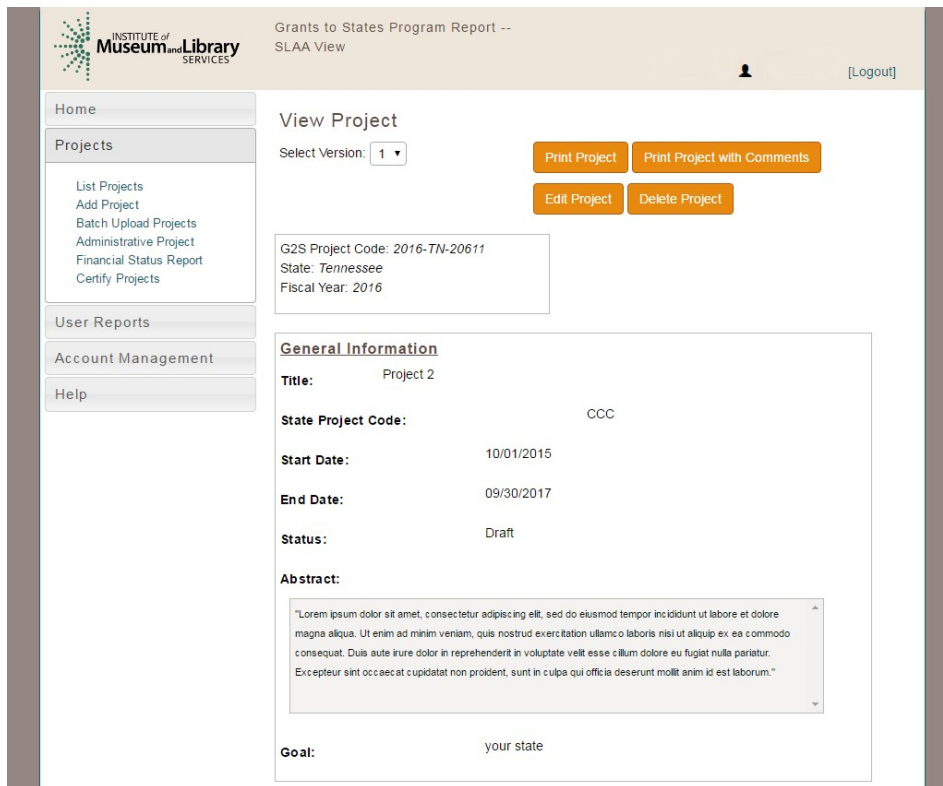 INSTITUTE of
Museum and Library
SERVICES
Grants to States Program Report --
SLAA View
[Logout]
Home
Projects
List Projects
Add Project
Batch Upload Projects
Administrative Project
Financial Status Report
Certify Projects
User Reports
Account Management
Help
View Project
Select Version: 1
Print Project Print Project with Comments
Edit Project Delete Project
G2S Project Code: 2016-TN-20611
State: Tennessee
Fiscal Year: 2016
General Information
Title: Project 2
State Project Code: CCC
Start Date: 10/01/2015
End Date: 09/30/2017
Status: Draft
Abstract:
"Lorem ipsum dolor sit amet, consectetur adipiscing elit, sed do eiusmod tempor incididunt ut labore et dolore
magna aliqua. Ut enim ad minim veniam, quis nostrud exercitation ullamco laboris nisi ut aliquip ex ea commodo
consequat. Duis aute irure dolor in reprehenderit in voluptate velit esse cillum dolore eu fugiat nulla pariatur.
Excepteur sint occaecat cupidatat non proident, sunt in culpa qui officia deserunt mollit anim id est laborum."
Goal: your state